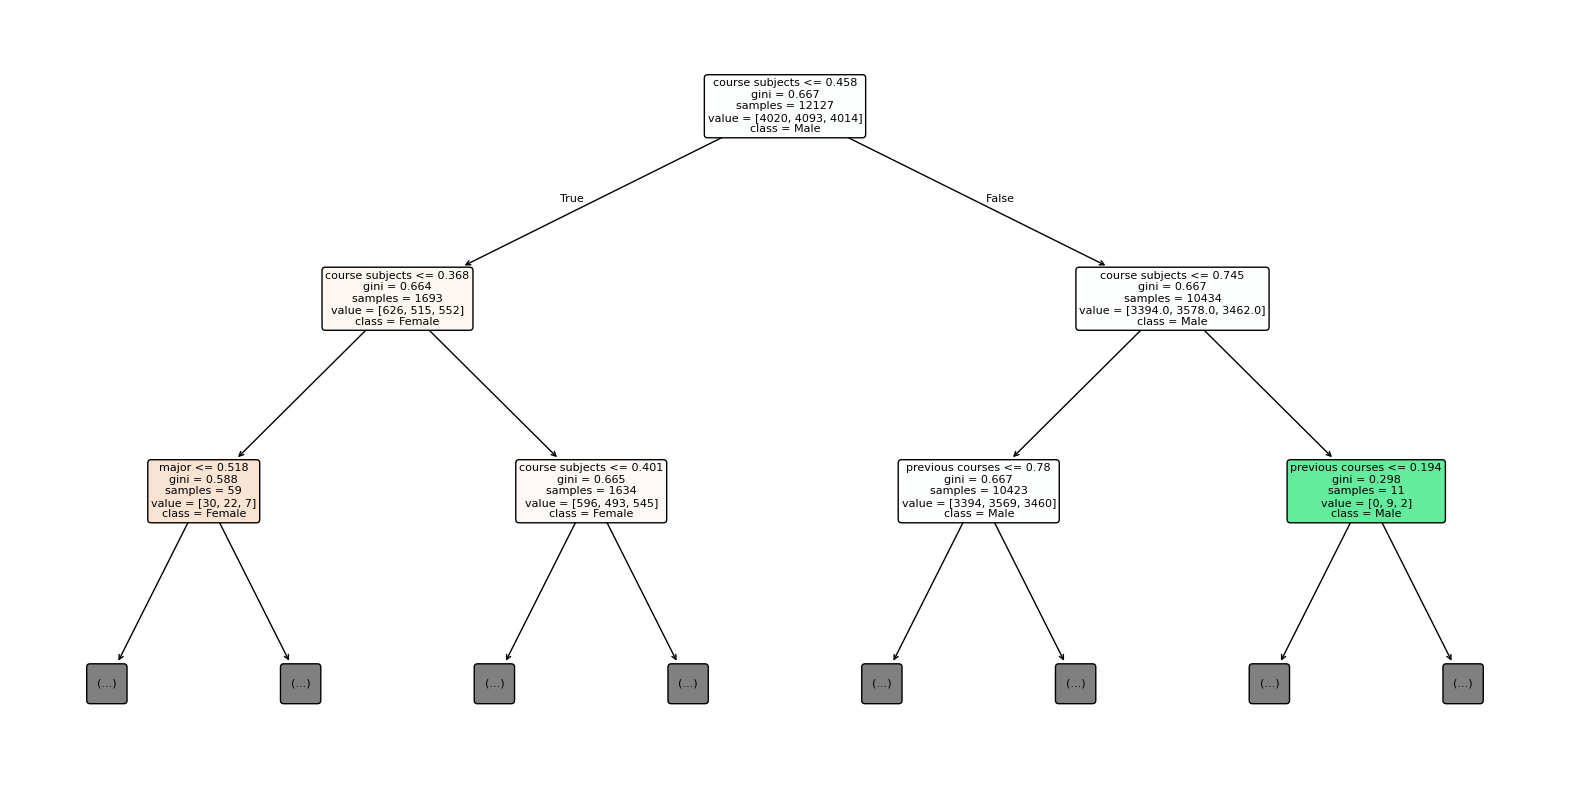 course subjects <= 0.458
gini = 0.667
samples = 12127
value = [4020, 4093, 4014]
class = Male
True
False
course subjects <= 0.368
gini = 0.664
samples = 1693
value = [626, 515, 552]
class = Female
course subjects <= 0.745
gini = 0.667
samples = 10434
value = [3394.0, 3578.0, 3462.0]
class = Male
major <= 0.518
gini = 0.588
samples = 59
value = [30, 22, 7]
class = Female
course subjects <= 0.401
gini = 0.665
samples = 1634
value = [596, 493, 545]
class = Female
previous courses <= 0.78
gini = 0.667
samples = 10423
value = [3394, 3569, 3460]
class = Male
previous courses <= 0.194
gini = 0.298
samples = 11
value = [0, 9, 2]
class = Male
(...)
(...)
(...)
(...)
(...)
(...)
(...)
(...)